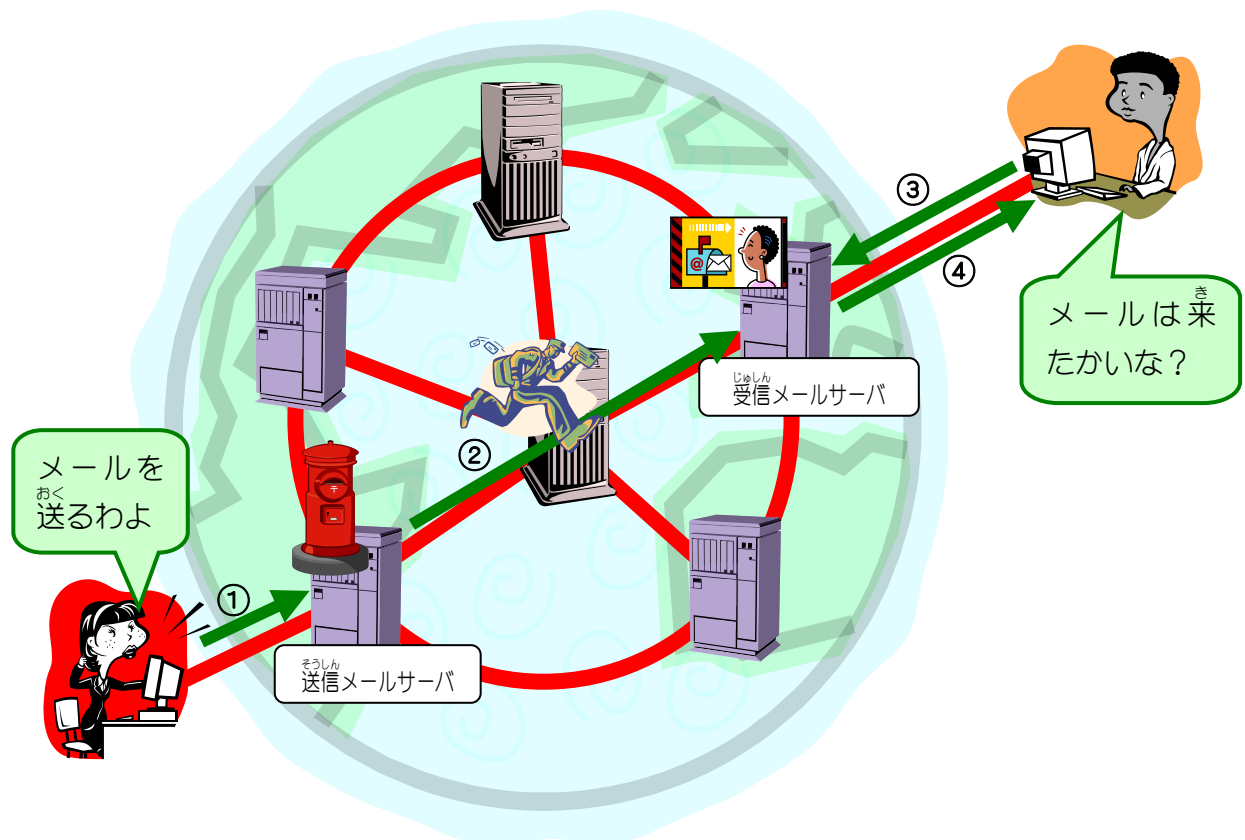 ③
④
メールは来
き
たかいな？
@
受信メールサーバ
じゅしん
②
メールを
送るわよ
おく
〒
①
送信メールサーバ
そうしん